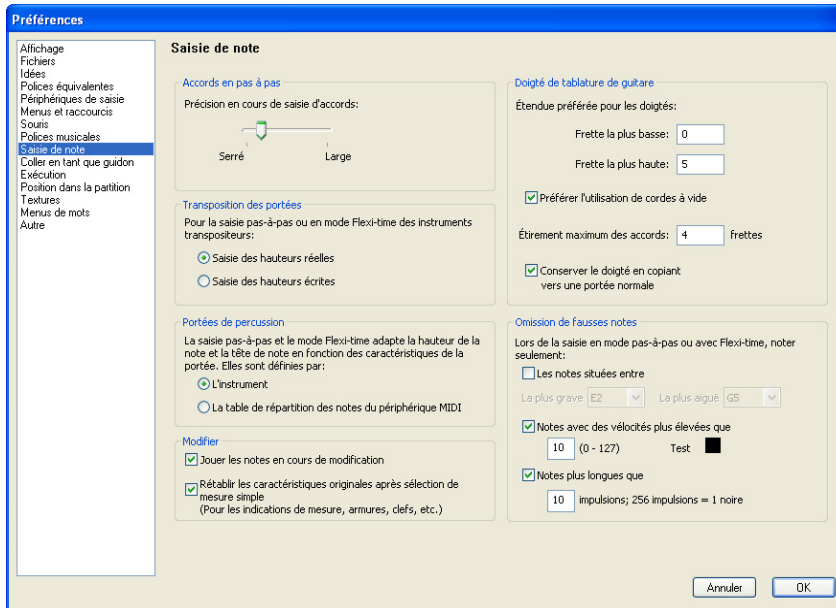 Préférences
Affichage
Fichiers
Idées
Polices équivalentes
Périphériques de saisie
Menus et raccourcis
Souris
Polices musicales
Saisie de note
Coller en tant que guidon
Exécution
Position dans la partition
Textures
Menus de mots
Autre
Saisie de note
Accords en pas à pas
Précision en cours de saisie d'accords:
Serré
Large
Transposition des portées
Pour la saisie pas-à-pas ou en mode Flexi-time des instruments
transpositeurs:
Saisie des hauteurs réelles
Saisie des hauteurs écrites
Portées de percussion
La saisie pas-à-pas et le mode Flexi-time adapte la hauteur de la
note et la tête de note en fonction des caractéristiques de la
portée. Elles sont définies par:
L'instrument
La table de répartition des notes du périphérique MIDI
Modifier
Jouer les notes en cours de modification
Rétablir les caractéristiques originales après sélection de
mesure simple
(Pour les indications de mesure, armures, clefs, etc.)
Doigté de tablature de guitare
Étendue préférée pour les doigtés:
Frette la plus basse: 0
Frette la plus haute: 5
Préférer l'utilisation de cordes à vide
Étirement maximum des accords: 4 frettes
Conserver le doigté en copiant
vers une portée normale
Omission de fausses notes
Lors de la saisie en mode pas-à-pas ou avec Flexi-time, noter
seulement:
Les notes situées entre
La plus grave E2 La plus aiguë G5
Notes avec des vélocités plus élevées que
10 (0 - 127) Test
Notes plus longues que
10 impulsions; 256 impulsions = 1 noire
Annuler
OK